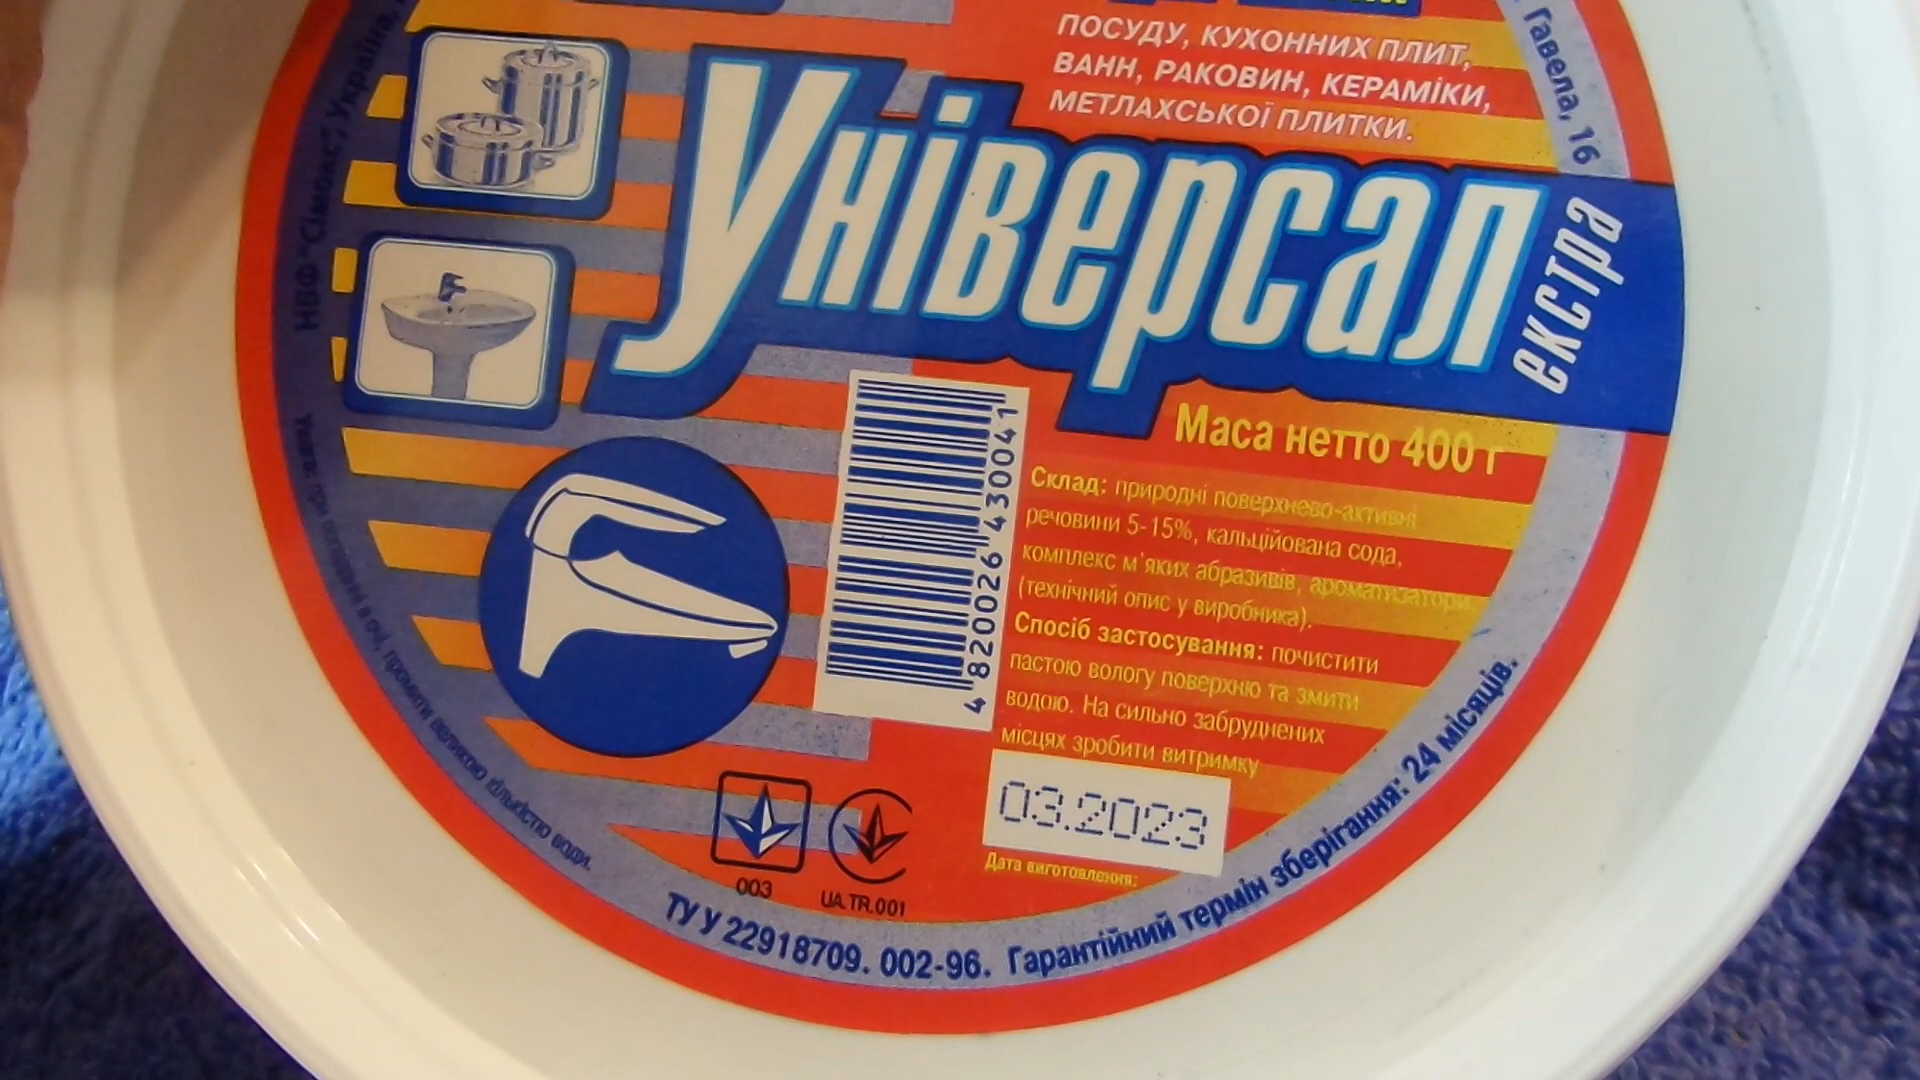 ПОСУДУ, КУХОННИХ ПЛИТ,
ВАНН, РАКОВИН, КЕРАМІКИ,
МЕТЛАХСЬКОЇ ПЛИТКИ.
Гавела, 16
НВФ "Сімокс", Україна,
Універсал
екстра
Маса нетто 400 г
4 820026 430041
Склад: природні поверхнево-активні
речовини 5-15%, кальційована сода,
комплекс м'яких абразивів, ароматизатори,
(технічний опис у виробника).
Спосіб застосування: почистити
пастою вологу поверхню та змити
водою. На сильно забруднених
місцях зробити витримку
03.2023
Дата виготовлення:
003
UA.TR.001
промити великою кількістю води.
ТУ У 22918709. 002-96. Гарантійний термін зберігання: 24 місяців.